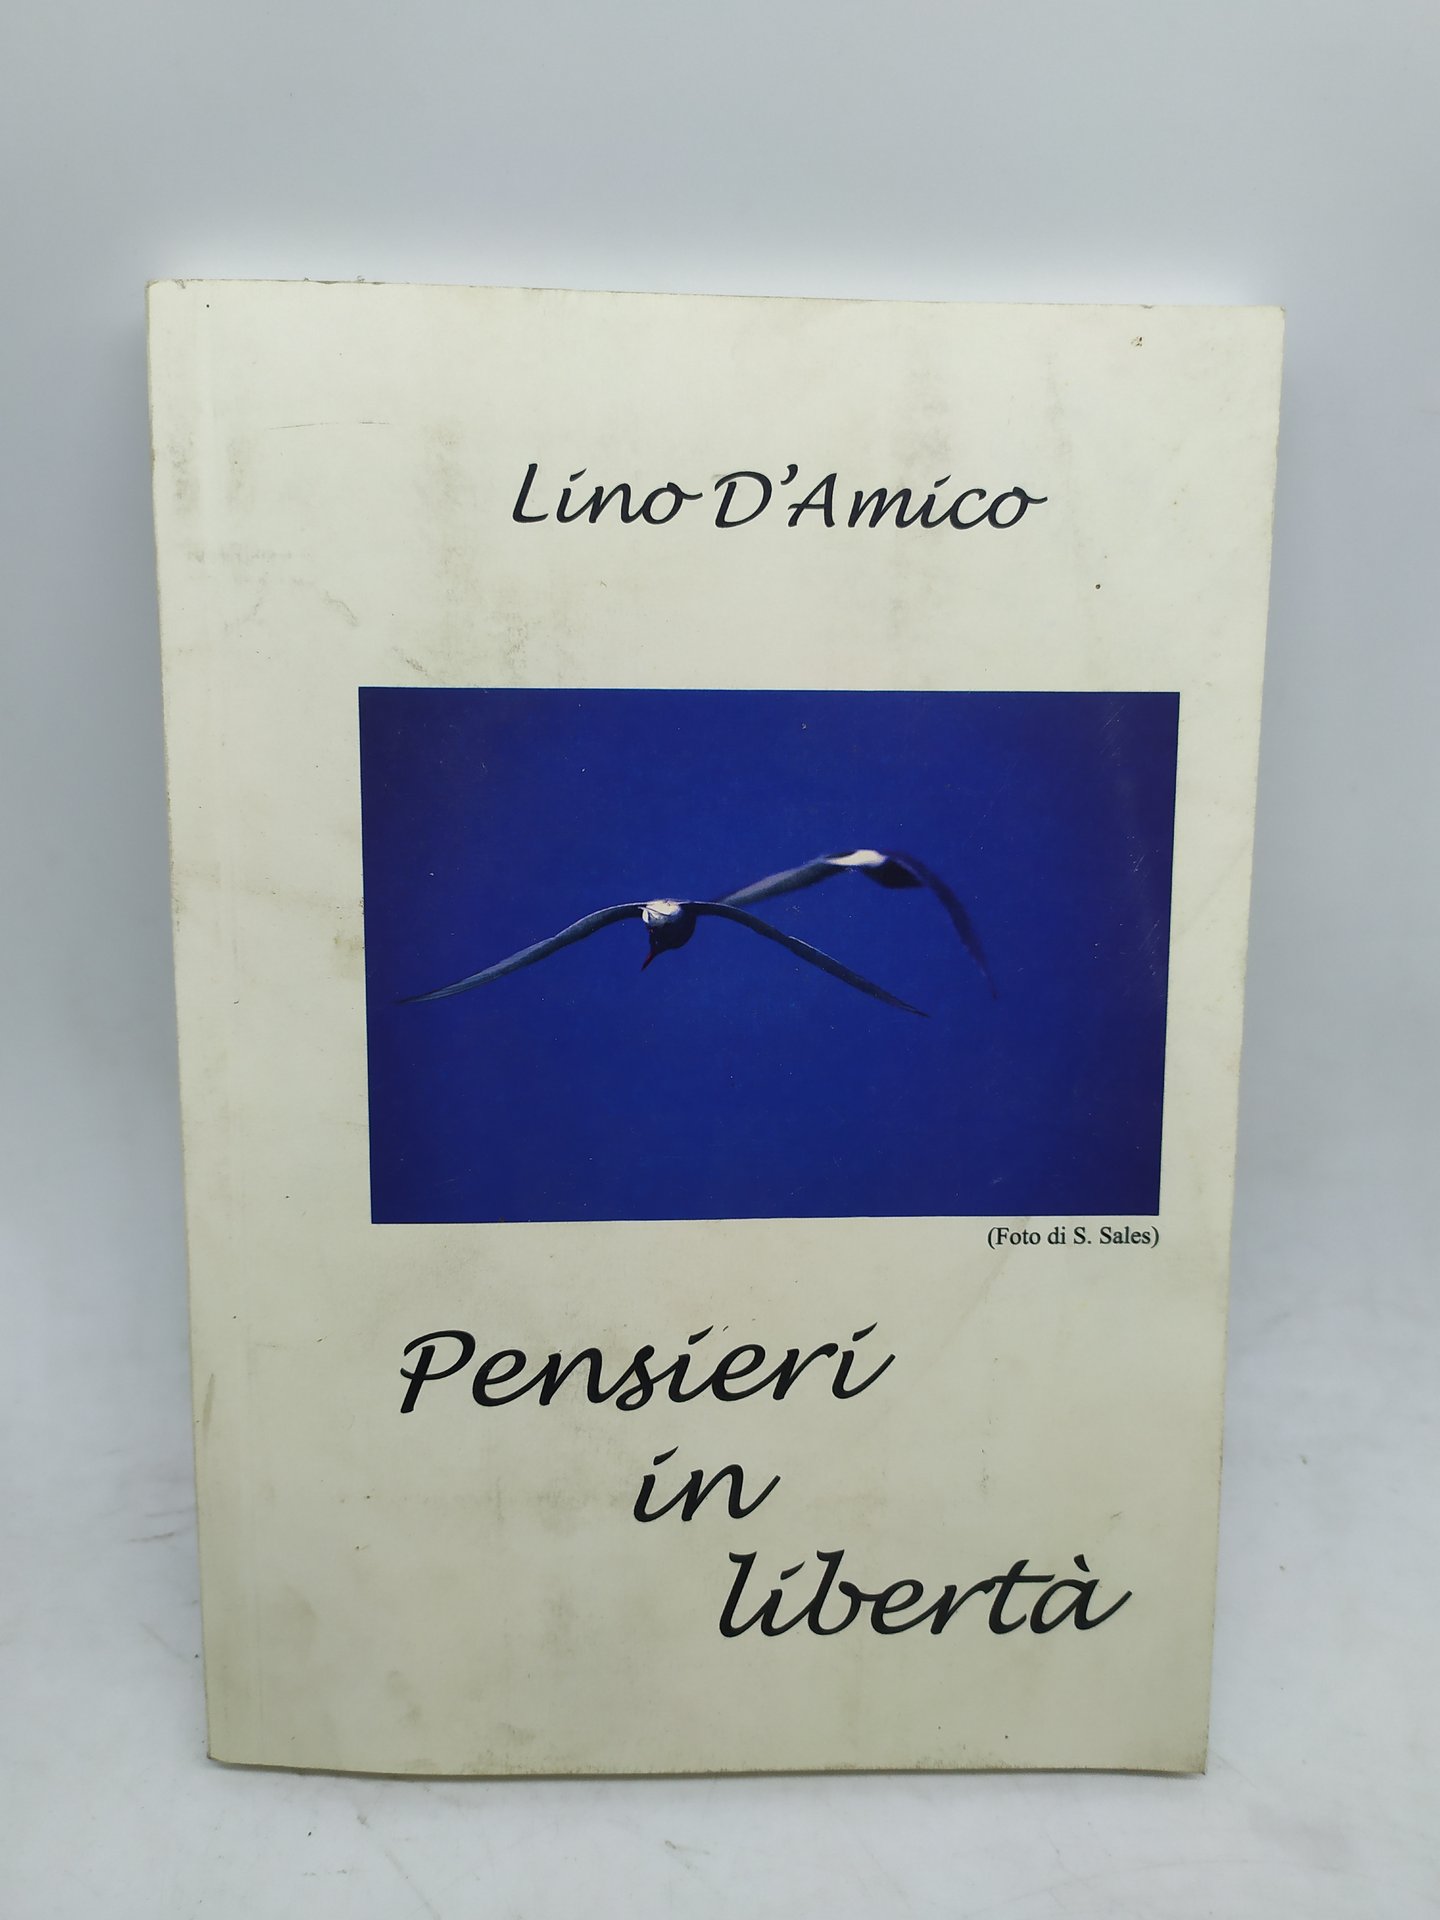 Lino D'Amico
(Foto di S. Sales)
Pensieri
in
libertà